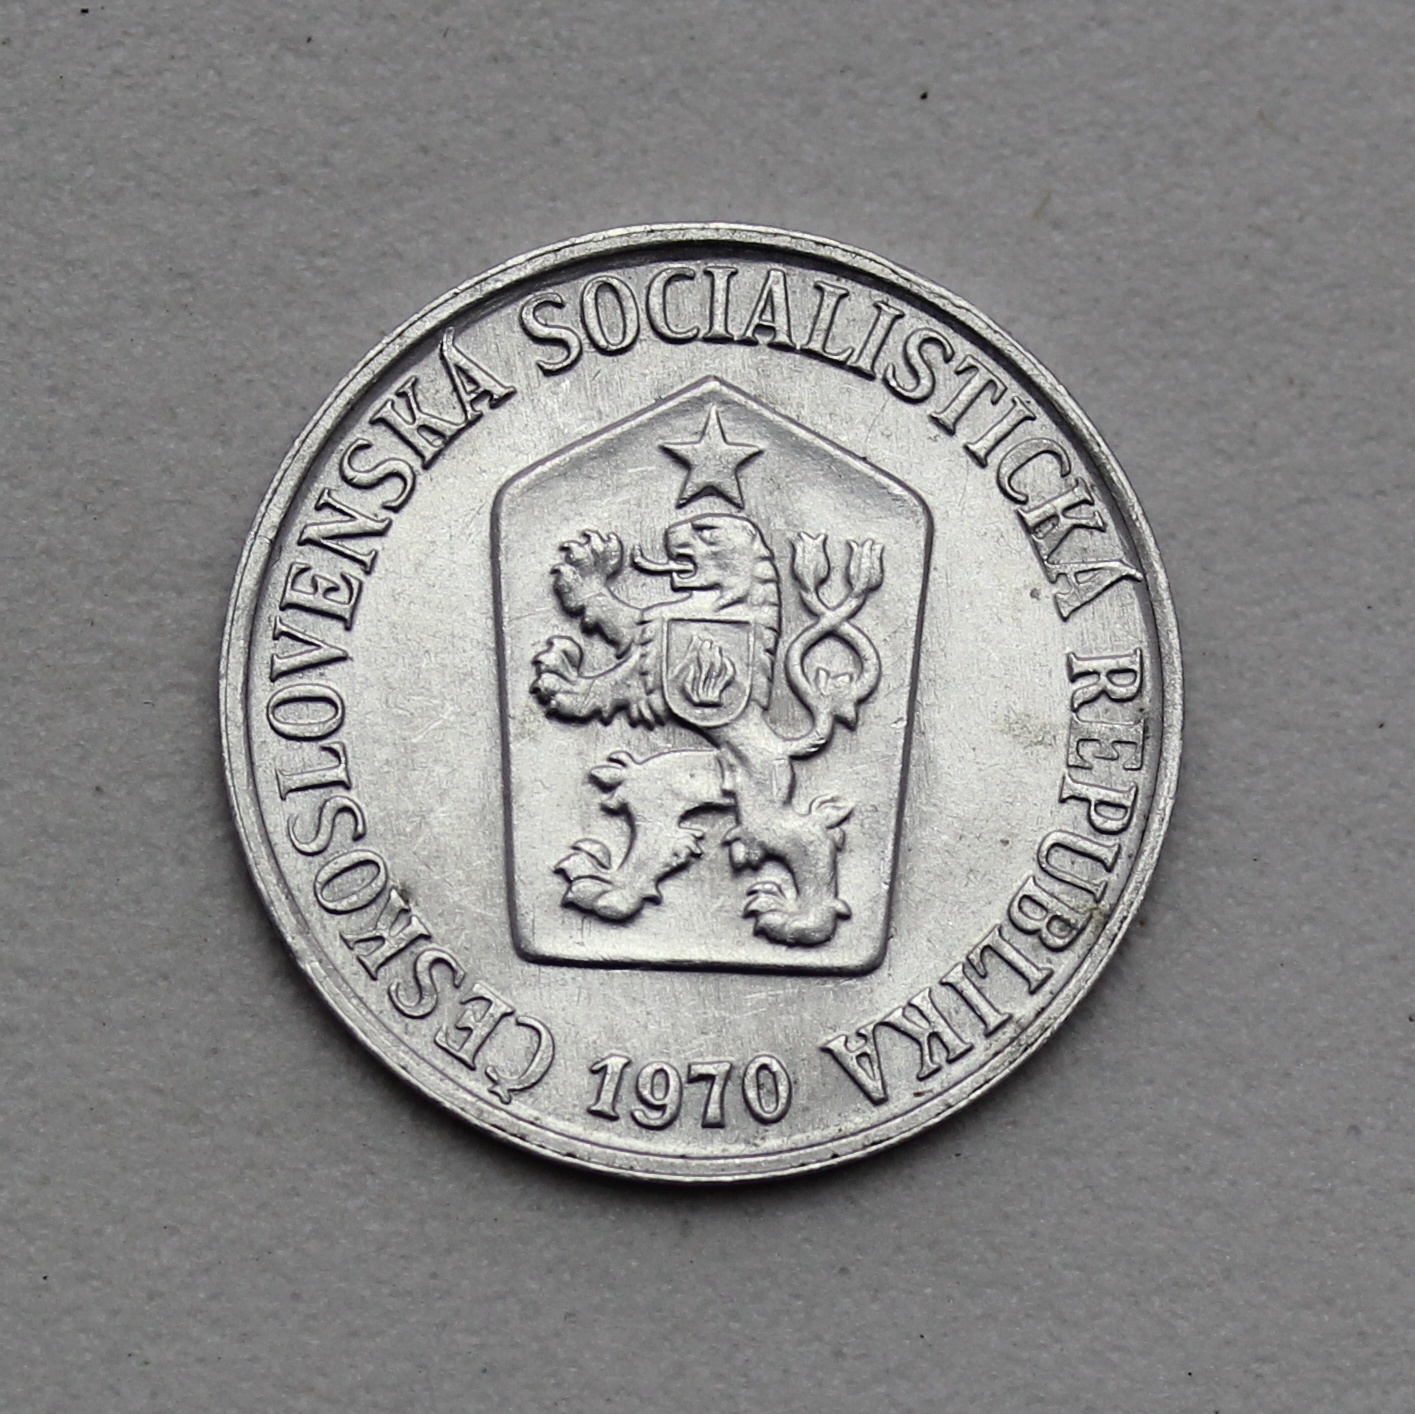 ČESKOSLOVENSKÁ SOCIALISTICKÁ REPUBLIKA
1970